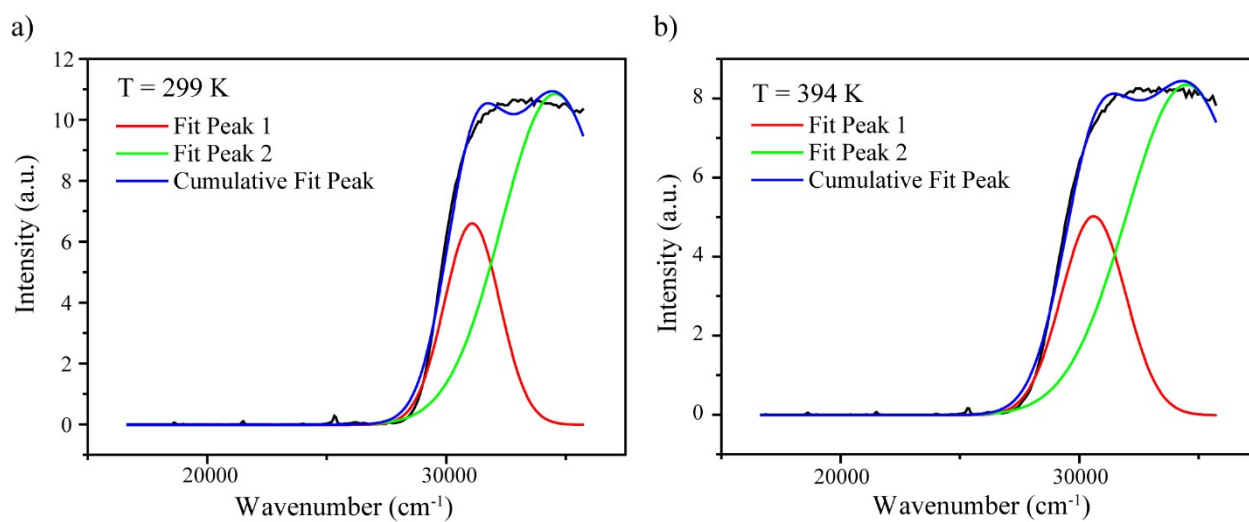 a)
T = 299 K
Fit Peak 1
Fit Peak 2
Cumulative Fit Peak
Intensity (a.u.)
12
10
8
6
4
2
0
20000
30000
Wavenumber (cm⁻¹)
b)
T = 394 K
Fit Peak 1
Fit Peak 2
Cumulative Fit Peak
Intensity (a.u.)
8
6
4
2
0
20000
30000
Wavenumber (cm⁻¹)